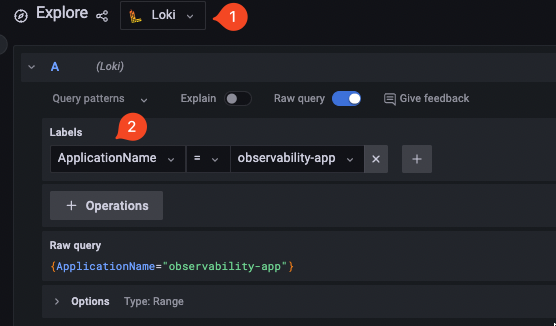 Explore Loki 1
A (Loki)
Query patterns Explain Raw query Give feedback
Labels 2
ApplicationName = observability-app × +
+ Operations
Raw query
{ApplicationName="observability-app"}
Options Type: Range